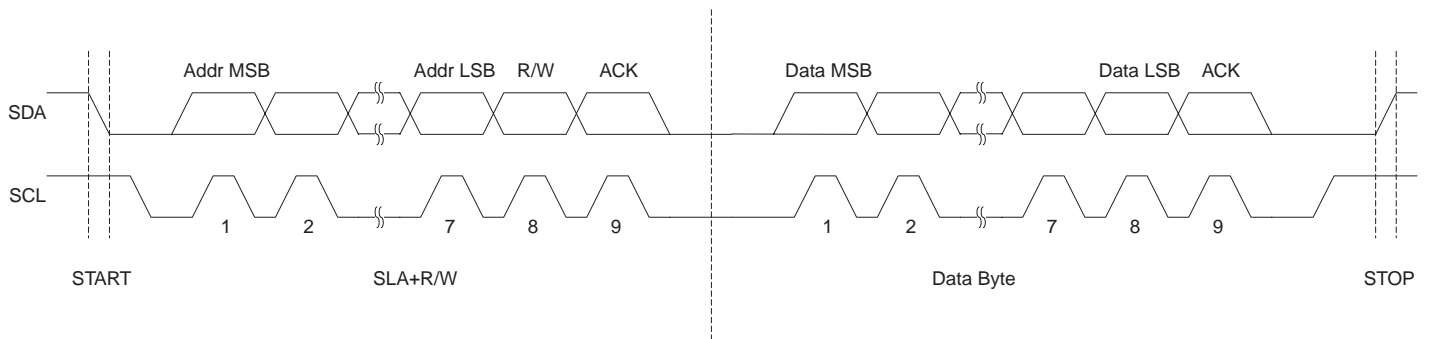 Addr MSB Addr LSB R/W ACK Data MSB Data LSB ACK
SDA
SCL
1 2 7 8 9 1 2 7 8 9
START SLA+R/W Data Byte STOP